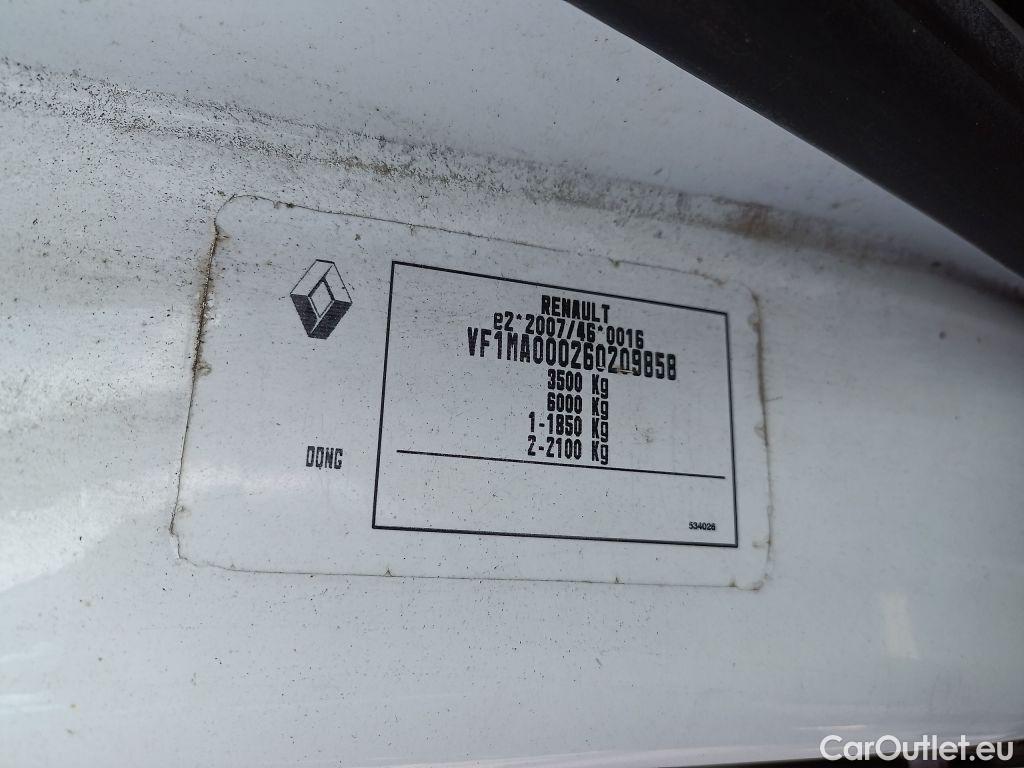 RENAULT
e2*2007/46*0016
VF1MA000260209858
3500 Kg
6000 Kg
1-1850 Kg
2-2100 Kg
DQNG
534026
CarOutlet.eu